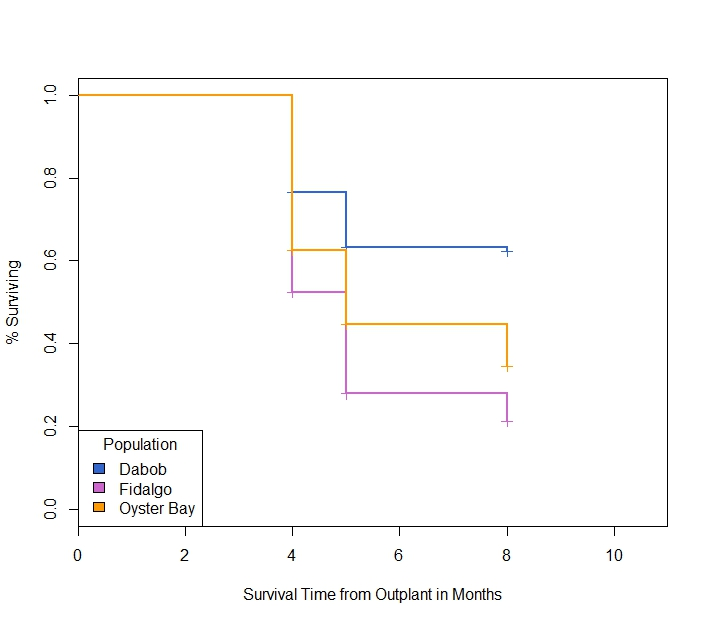 1.0
0.8
0.6
0.4
0.2
0.0
% Surviving
Population
Dabob
Fidalgo
Oyster Bay
0 2 4 6 8 10
Survival Time from Outplant in Months